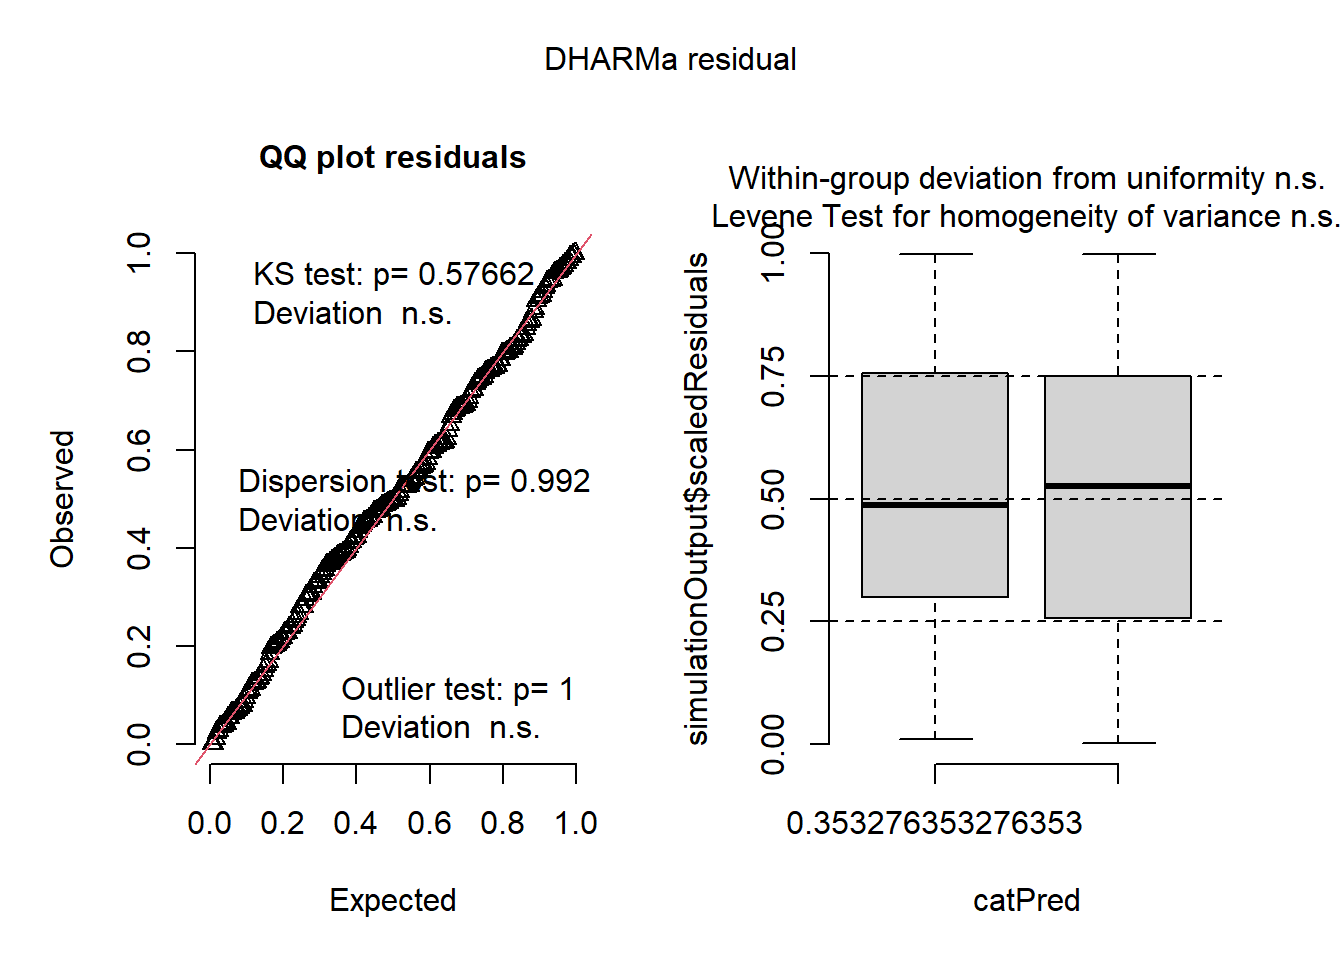 DHARMa residual
QQ plot residuals
KS test: p= 0.57662
Deviation  n.s.
Dispersion test: p= 0.992
Deviation  n.s.
Outlier test: p= 1
Deviation  n.s.
Observed
1.0
0.8
0.6
0.4
0.2
0.0
0.0 0.2 0.4 0.6 0.8 1.0
Expected
Within-group deviation from uniformity n.s.
Levene Test for homogeneity of variance n.s.
simulationOutput$scaledResiduals
1.00
0.75
0.50
0.25
0.00
0.353276353276353
catPred